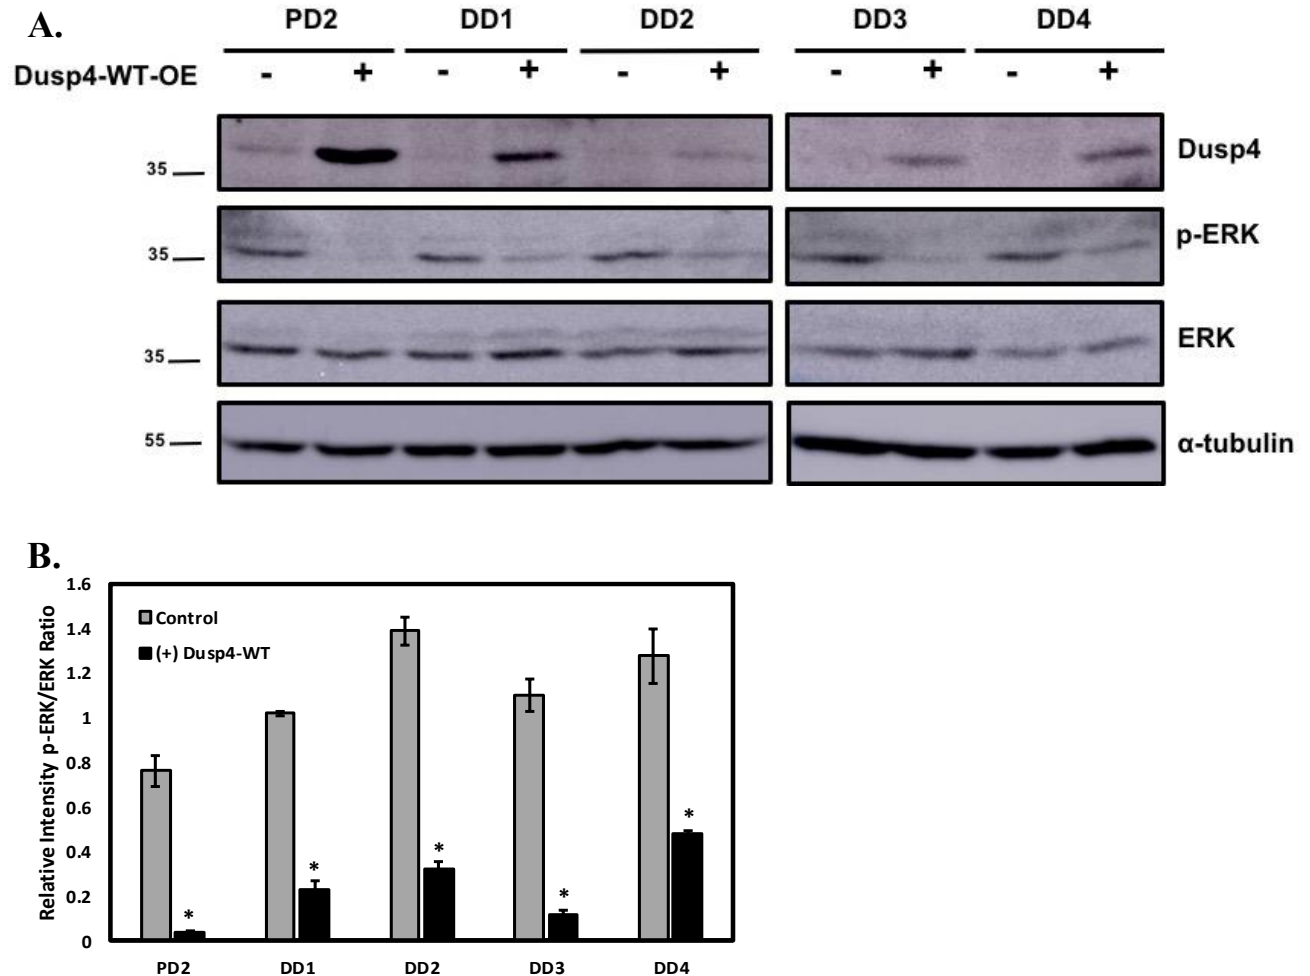 A.
PD2 DD1 DD2 DD3 DD4
Dusp4-WT-OE - + - + - + - + - +
35 Dusp4
35 p-ERK
35 ERK
55 α-tubulin
B.
Relative Intensity p-ERK/ERK Ratio
1.6
1.4
1.2
1
0.8
0.6
0.4
0.2
0
Control
(+) Dusp4-WT
* * * * *
PD2 DD1 DD2 DD3 DD4